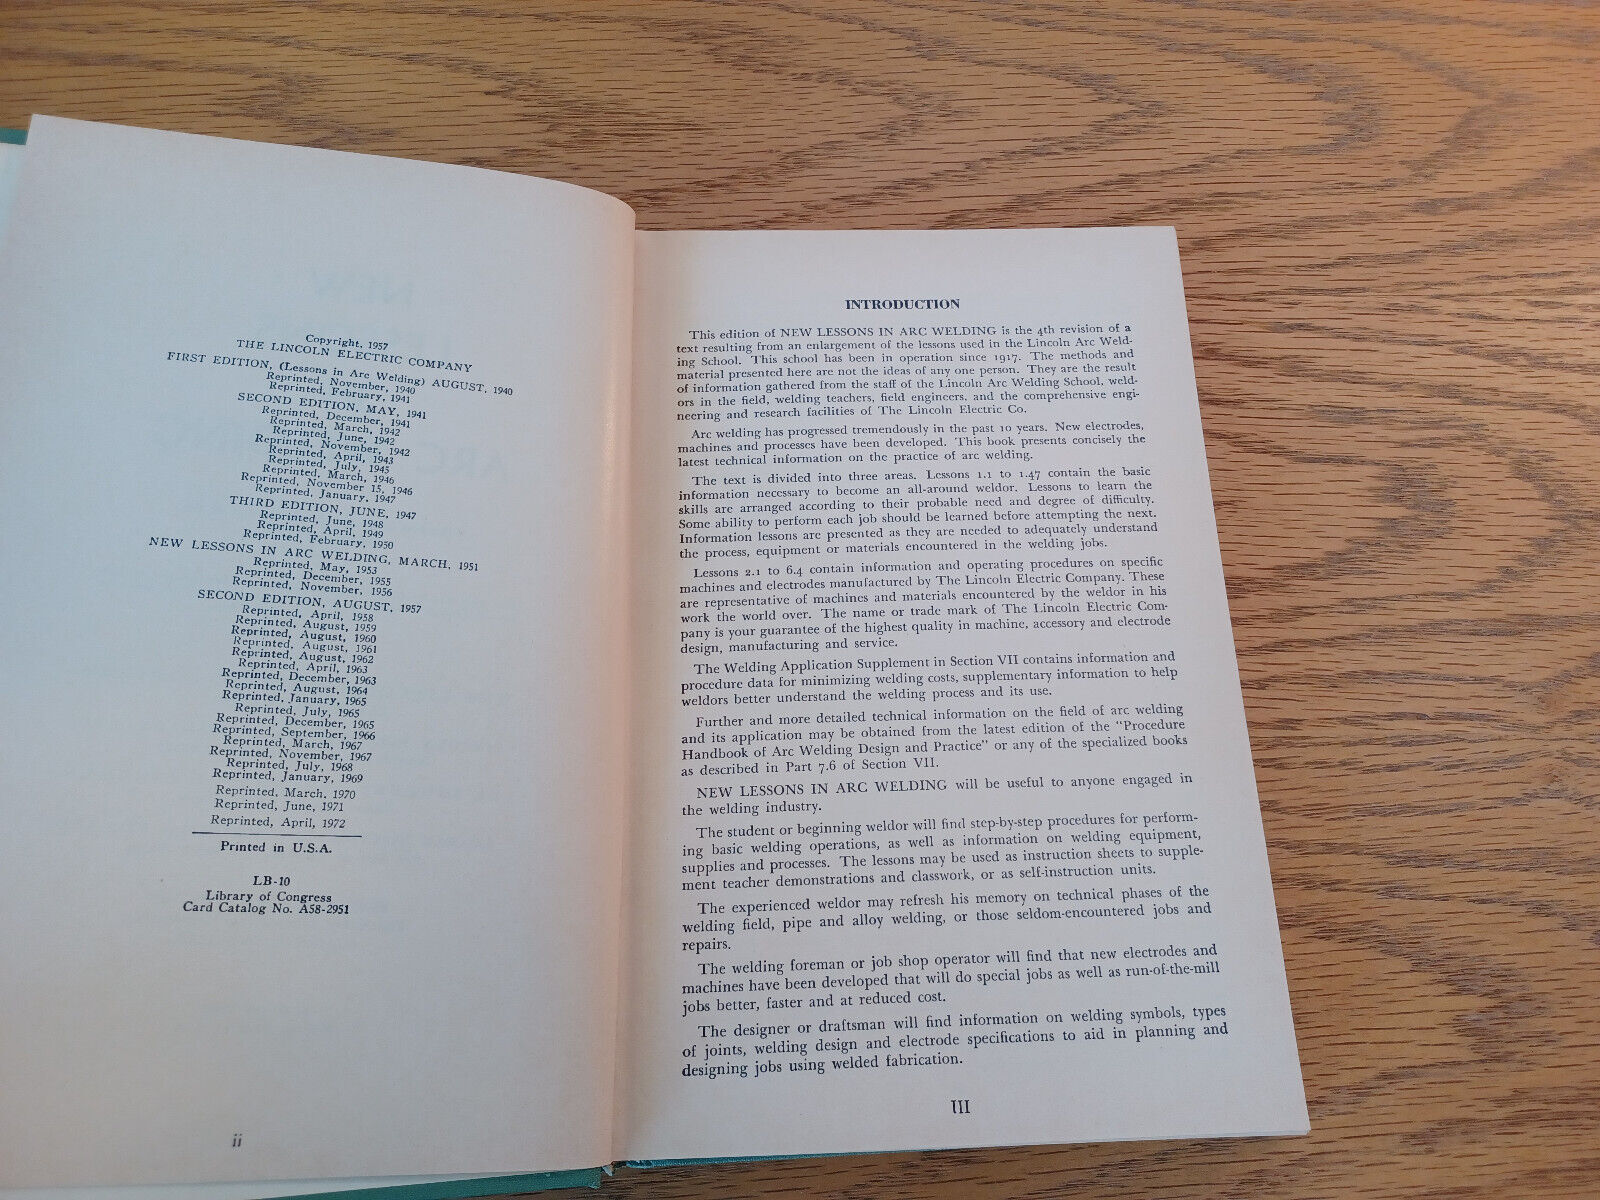 Copyright, 1957
THE LINCOLN ELECTRIC COMPANY
FIRST EDITION, (Lessons in Arc Welding) AUGUST, 1940
Reprinted, November, 1940
Reprinted, February, 1941
SECOND EDITION, MAY, 1941
Reprinted, December, 1941
Reprinted, March, 1942
Reprinted, June, 1942
Reprinted, November, 1942
Reprinted, April, 1943
Reprinted, July, 1945
Reprinted, March, 1946
Reprinted, November 15, 1946
Reprinted, January, 1947
THIRD EDITION, JUNE, 1947
Reprinted, June, 1948
Reprinted, April, 1949
Reprinted, February, 1950
NEW LESSONS IN ARC WELDING, MARCH, 1951
Reprinted, May, 1953
Reprinted, December, 1955
Reprinted, November, 1956
SECOND EDITION, AUGUST, 1957
Reprinted, April, 1958
Reprinted, August, 1959
Reprinted, August, 1960
Reprinted, August, 1961
Reprinted, August, 1962
Reprinted, April, 1963
Reprinted, December, 1963
Reprinted, August, 1964
Reprinted, January, 1965
Reprinted, July, 1965
Reprinted, December, 1965
Reprinted, September, 1966
Reprinted, March, 1967
Reprinted, November, 1967
Reprinted, July, 1968
Reprinted, January, 1969
Reprinted, March, 1970
Reprinted, June, 1971
Reprinted, April, 1972
Printed in U.S.A.
LB-10
Library of Congress
Card Catalog No. A58-2951
ii
INTRODUCTION
This edition of NEW LESSONS IN ARC WELDING is the 4th revision of a
text resulting from an enlargement of the lessons used in the Lincoln Arc Weld-
ing School. This school has been in operation since 1917. The methods and
material presented here are not the ideas of any one person. They are the result
of information gathered from the staff of the Lincoln Arc Welding School, weld-
ors in the field, welding teachers, field engineers, and the comprehensive engi-
neering and research facilities of The Lincoln Electric Co.
Arc welding has progressed tremendously in the past 10 years. New electrodes,
machines and processes have been developed. This book presents concisely the
latest technical information on the practice of arc welding.
The text is divided into three areas. Lessons 1.1 to 1.47 contain the basic
information necessary to become an all-around weldor. Lessons to learn the
skills are arranged according to their probable need and degree of difficulty.
Some ability to perform each job should be learned before attempting the next.
Information lessons are presented as they are needed to adequately understand
the process, equipment or materials encountered in the welding jobs.
Lessons 2.1 to 6.4 contain information and operating procedures on specific
machines and electrodes manufactured by The Lincoln Electric Company. These
are representative of machines and materials encountered by the weldor in his
work the world over. The name or trade mark of The Lincoln Electric Com-
pany is your guarantee of the highest quality in machine, accessory and electrode
design, manufacturing and service.
The Welding Application Supplement in Section VII contains information and
procedure data for minimizing welding costs, supplementary information to help
weldors better understand the welding process and its use.
Further and more detailed technical information on the field of arc welding
and its application may be obtained from the latest edition of the "Procedure
Handbook of Arc Welding Design and Practice" or any of the specialized books
as described in Part 7.6 of Section VII.
NEW LESSONS IN ARC WELDING will be useful to anyone engaged in
the welding industry.
The student or beginning weldor will find step-by-step procedures for perform-
ing basic welding operations, as well as information on welding equipment,
supplies and processes. The lessons may be used as instruction sheets to supple-
ment teacher demonstrations and classwork, or as self-instruction units.
The experienced weldor may refresh his memory on technical phases of the
welding field, pipe and alloy welding, or those seldom-encountered jobs and
repairs.
The welding foreman or job shop operator will find that new electrodes and
machines have been developed that will do special jobs as well as run-of-the-mill
jobs better, faster and at reduced cost.
The designer or draftsman will find information on welding symbols, types
of joints, welding design and electrode specifications to aid in planning and
designing jobs using welded fabrication.
III